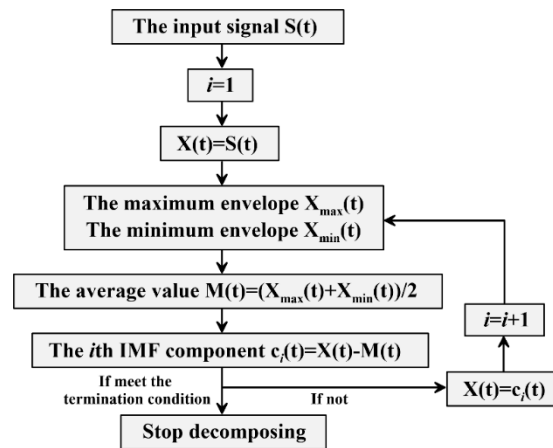 The input signal S(t)
i=1
X(t)=S(t)
The maximum envelope Xmax(t)
The minimum envelope Xmin(t)
The average value M(t)=(Xmax(t)+Xmin(t))/2
i=i+1
The ith IMF component ci(t)=X(t)-M(t)
If meet the
termination condition
If not
X(t)=ci(t)
Stop decomposing